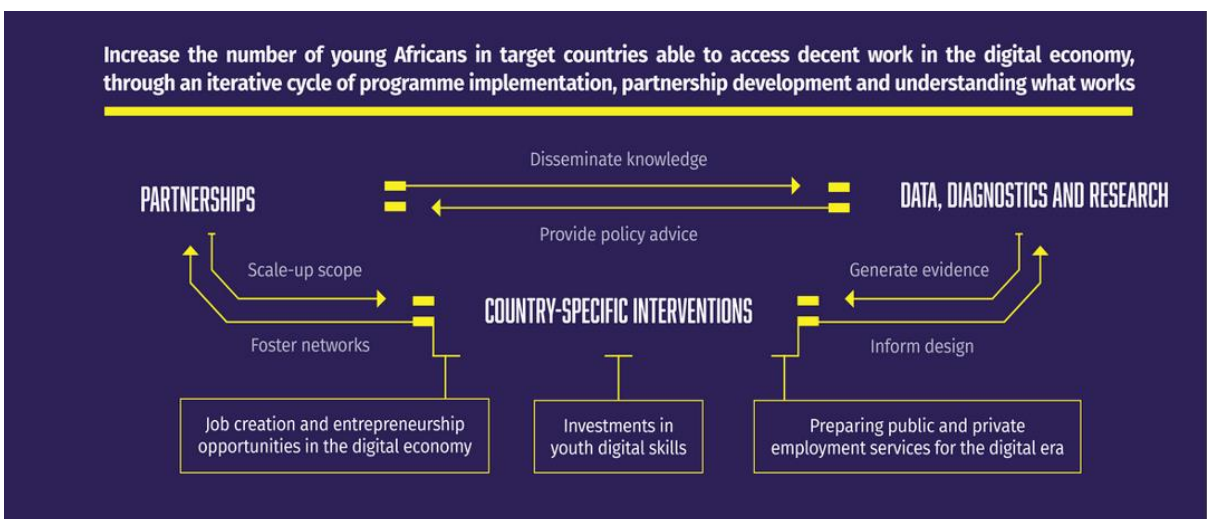 Increase the number of young Africans in target countries able to access decent work in the digital economy,
through an iterative cycle of programme implementation, partnership development and understanding what works
Disseminate knowledge
PARTNERSHIPS
DATA, DIAGNOSTICS AND RESEARCH
Provide policy advice
Scale-up scope
Generate evidence
COUNTRY-SPECIFIC INTERVENTIONS
Foster networks
Inform design
Job creation and entrepreneurship
opportunities in the digital economy
Investments in
youth digital skills
Preparing public and private
employment services for the digital era